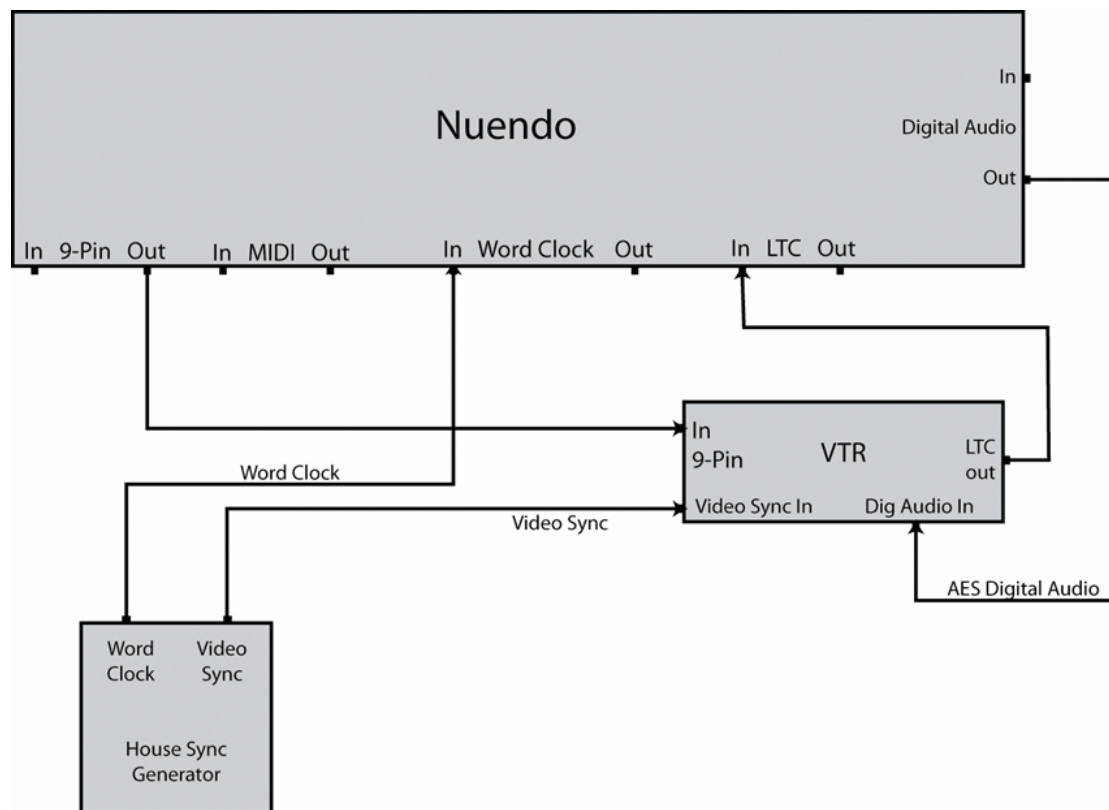 Nuendo
In
Digital Audio
Out
In 9-Pin Out In MIDI Out In Word Clock Out In LTC Out
In
9-Pin
VTR
LTC
out
Video Sync In
Dig Audio In
Word Clock
Video Sync
AES Digital Audio
Word
Clock
Video
Sync
House Sync
Generator